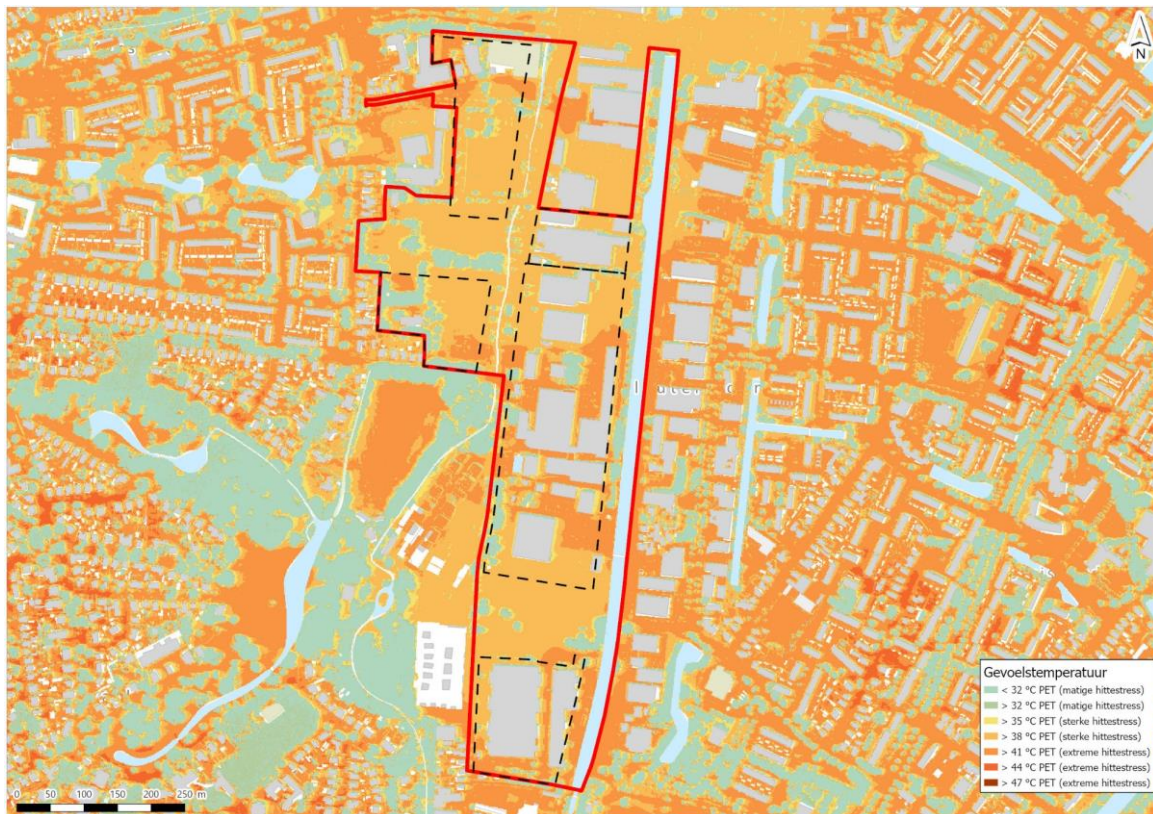 N
Gevoelstemperatuur
< 32 °C PET (matige hittestress)
> 32 °C PET (matige hittestress)
> 35 °C PET (sterke hittestress)
> 38 °C PET (sterke hittestress)
> 41 °C PET (extreme hittestress)
> 44 °C PET (extreme hittestress)
> 47 °C PET (extreme hittestress)
0 50 100 150 200 250 m